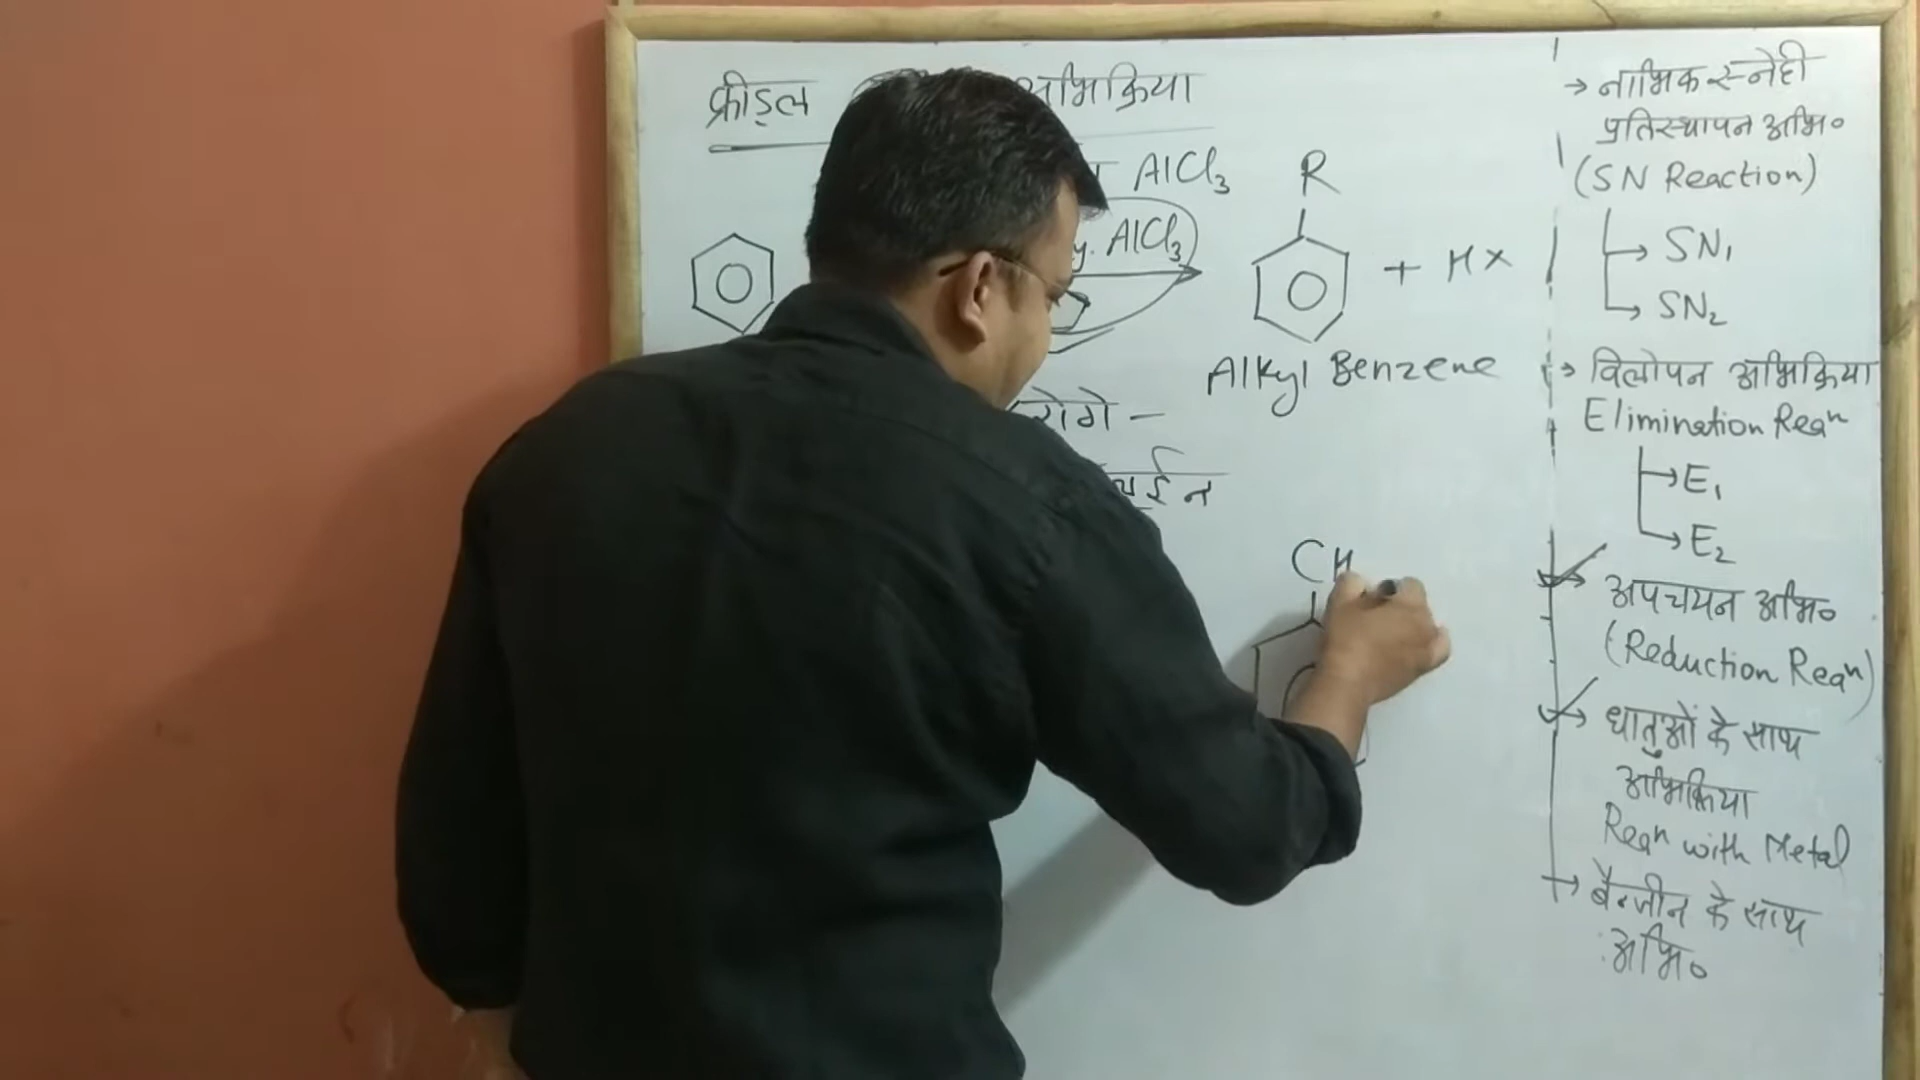 फ्रीड्ल अभिक्रिया
AlCl₃
AlCl₃
R
+ HX
Alkyl Benzene
CH
→ नाभिक स्नेही
प्रतिस्थापन अभि०
(SN Reaction)
→ SN₁
→ SN₂
→ विलोपन अभिक्रिया
Elimination Reaⁿ
→ E₁
→ E₂
→ अपचयन अभि०
(Reduction Reaⁿ)
→ धातुओं के साथ
अभिक्रिया
Reaⁿ with Metal
→ बैन्जीन के साथ
अभि०